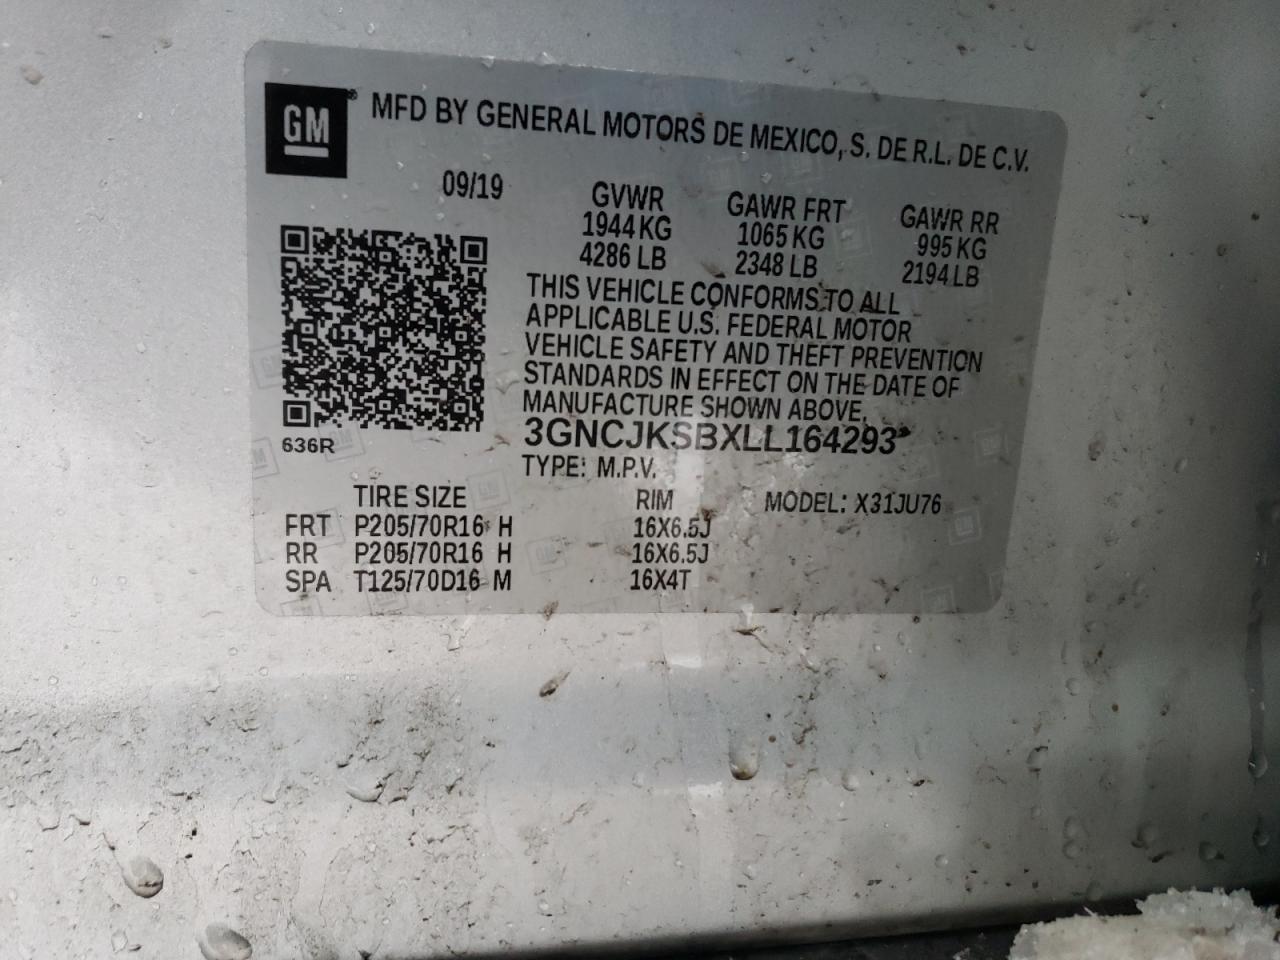 GM® MFD BY GENERAL MOTORS DE MEXICO, S. DE R.L. DE C.V.
09/19 GVWR GAWR FRT GAWR RR
1944 KG 1065 KG 995 KG
4286 LB 2348 LB 2194 LB
THIS VEHICLE CONFORMS TO ALL
APPLICABLE U.S. FEDERAL MOTOR
VEHICLE SAFETY AND THEFT PREVENTION
STANDARDS IN EFFECT ON THE DATE OF
MANUFACTURE SHOWN ABOVE.
636R 3GNCJKSBXLL164293
TYPE: M.P.V.
TIRE SIZE RIM MODEL: X31JU76
FRT P205/70R16 H 16X6.5J
RR P205/70R16 H 16X6.5J
SPA T125/70D16 M 16X4T